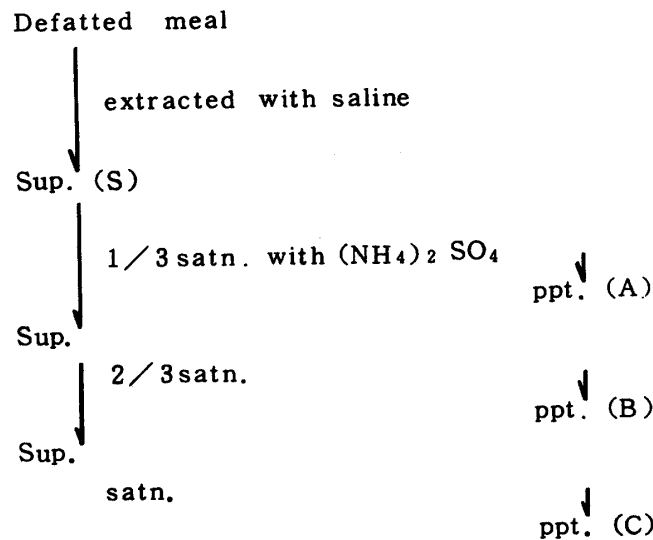 Defatted meal
extracted with saline
Sup. (S)
1/3 satn. with (NH4)2 SO4
ppt. (A)
Sup.
2/3 satn.
ppt. (B)
Sup.
satn.
ppt. (C)